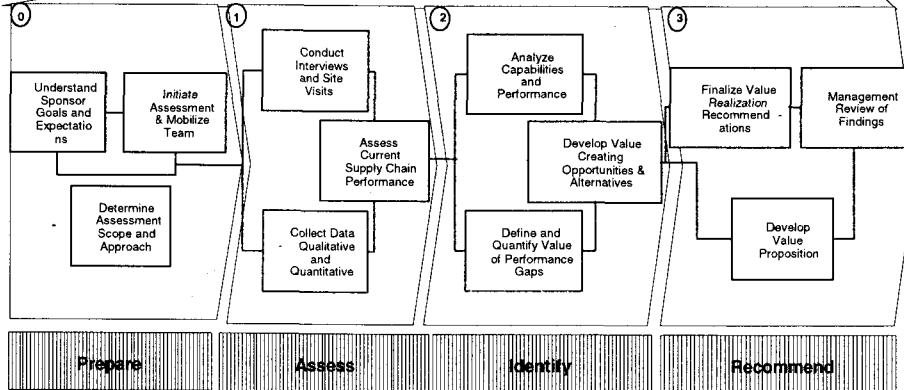 0
1
2
3
Understand
Sponsor
Goals and
Expectatio
ns
Initiate
Assessment
& Mobilize
Team
Determine
Assessment
Scope and
Approach
Conduct
Interviews
and Site
Visits
Assess
Current
Supply Chain
Performance
Collect Data
Qualitative
and
Quantitative
Analyze
Capabilities
and
Performance
Develop Value
Creating
Opportunities &
Alternatives
Define and
Quantify Value
of Performance
Gaps
Finalize Value
Realization
Recommend
ations
Management
Review of
Findings
Develop
Value
Proposition
Prepare
Assess
Identify
Recommend